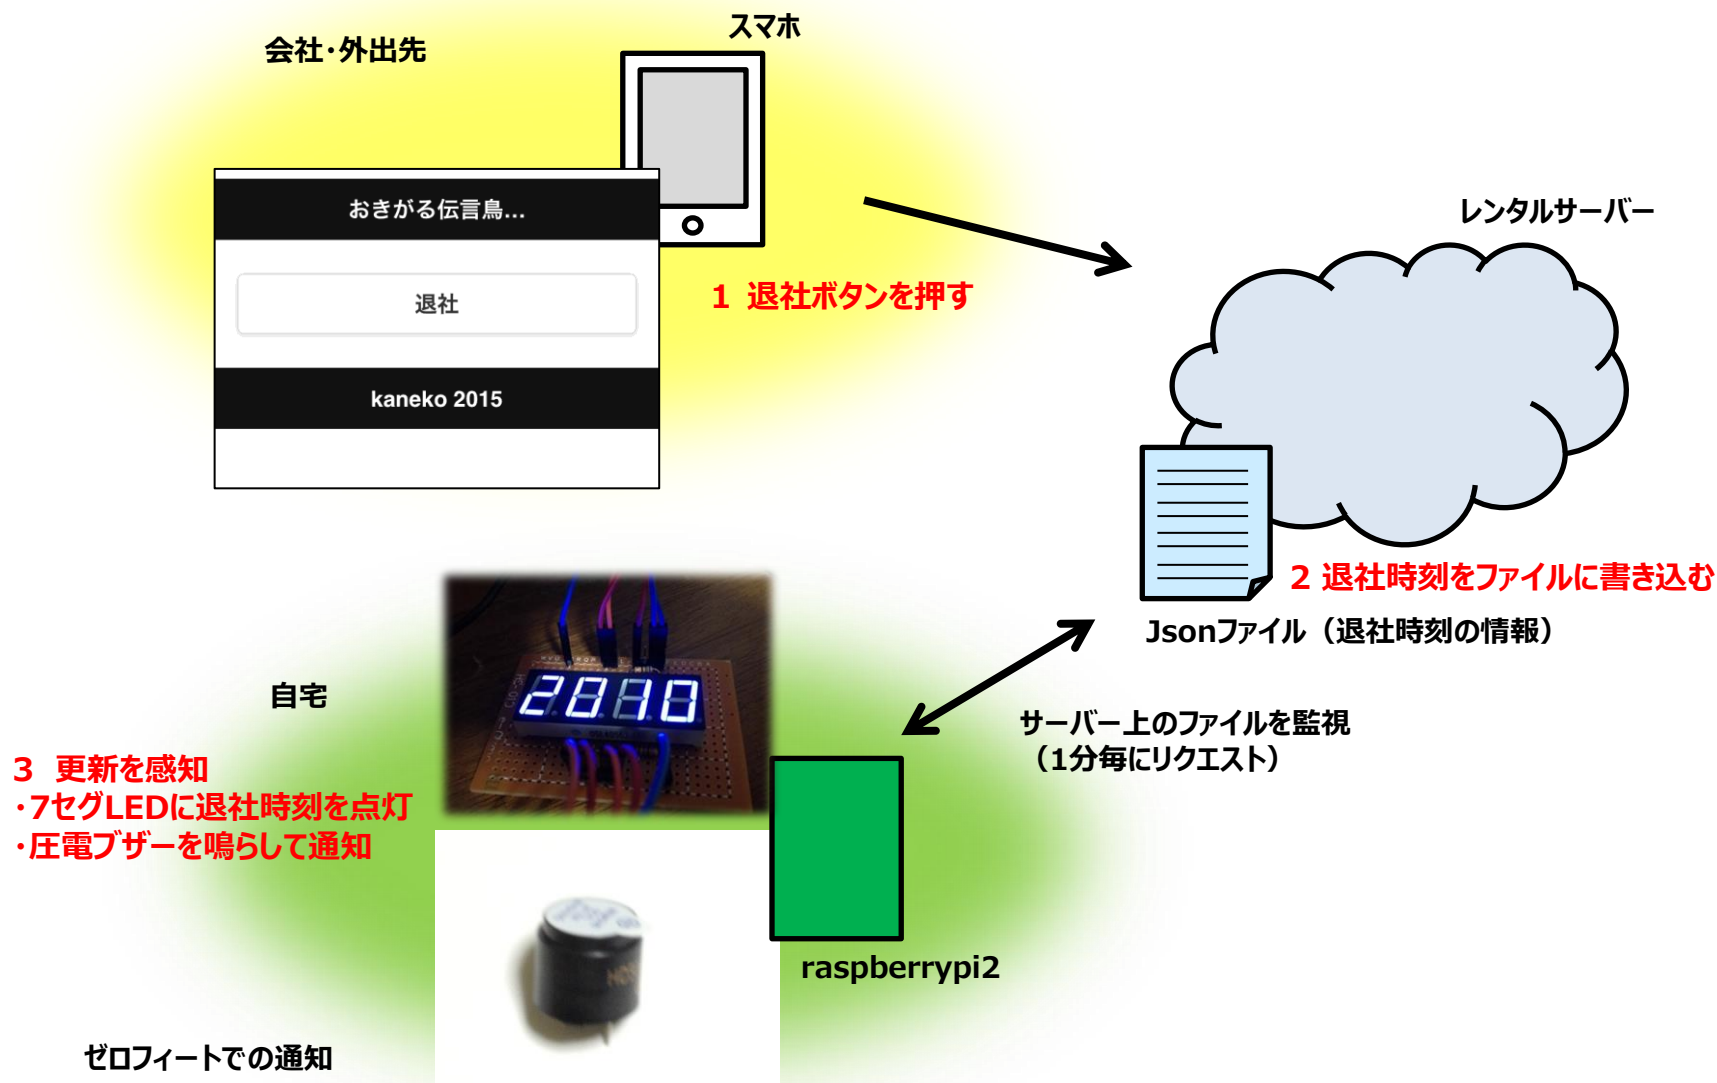 スマホ
会社・外出先
おきがる伝言鳥...
退社
kaneko 2015
1 退社ボタンを押す
レンタルサーバー
2 退社時刻をファイルに書き込む
Jsonファイル（退社時刻の情報）
サーバー上のファイルを監視
（1分毎にリクエスト）
自宅
2010
3 更新を感知
・7セグLEDに退社時刻を点灯
・圧電ブザーを鳴らして通知
raspberrypi2
ゼロフィートでの通知